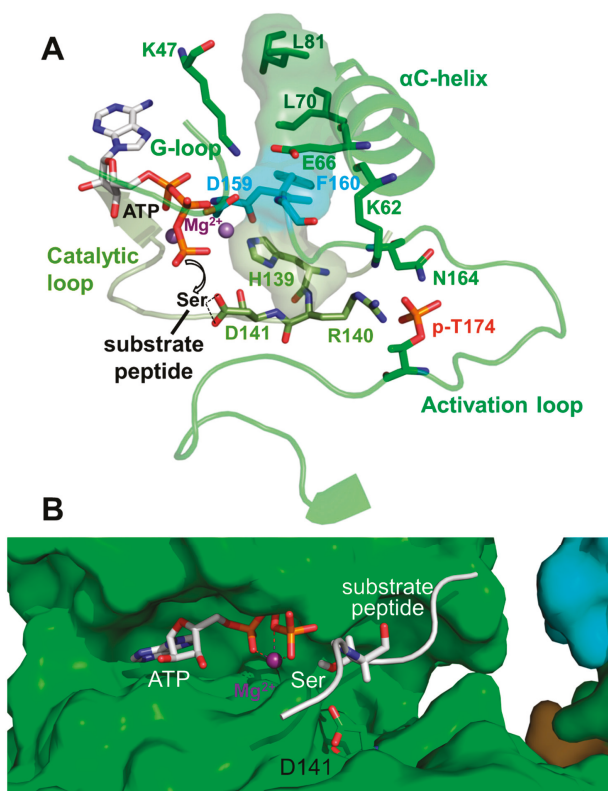 A
K47
L81
αC-helix
L70
G-loop
E66
D159
F160
ATP
Mg2+
K62
Catalytic
loop
H139
N164
Ser
D141
R140
p-T174
substrate
peptide
Activation loop
B
substrate
peptide
ATP
Mg2+
Ser
D141